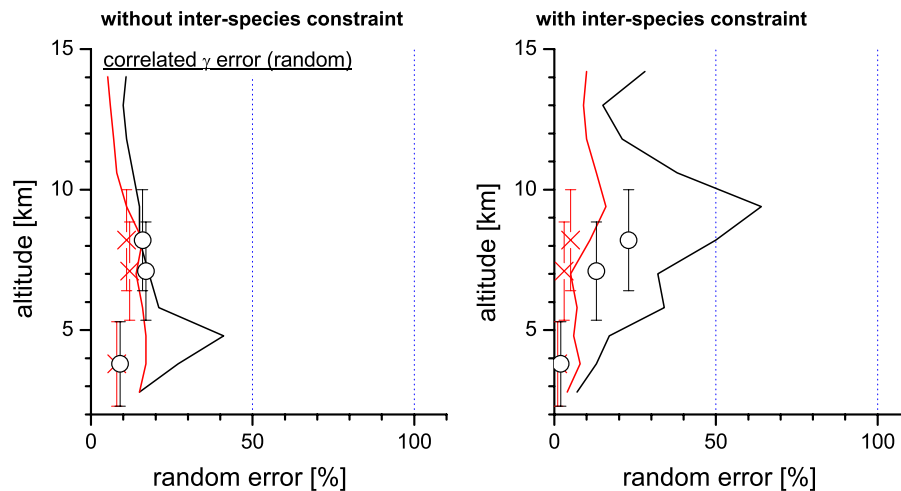 without inter-species constraint
with inter-species constraint
correlated γ error (random)
15
10
5
altitude [km]
0
50
100
random error [%]
15
10
5
altitude [km]
0
50
100
random error [%]